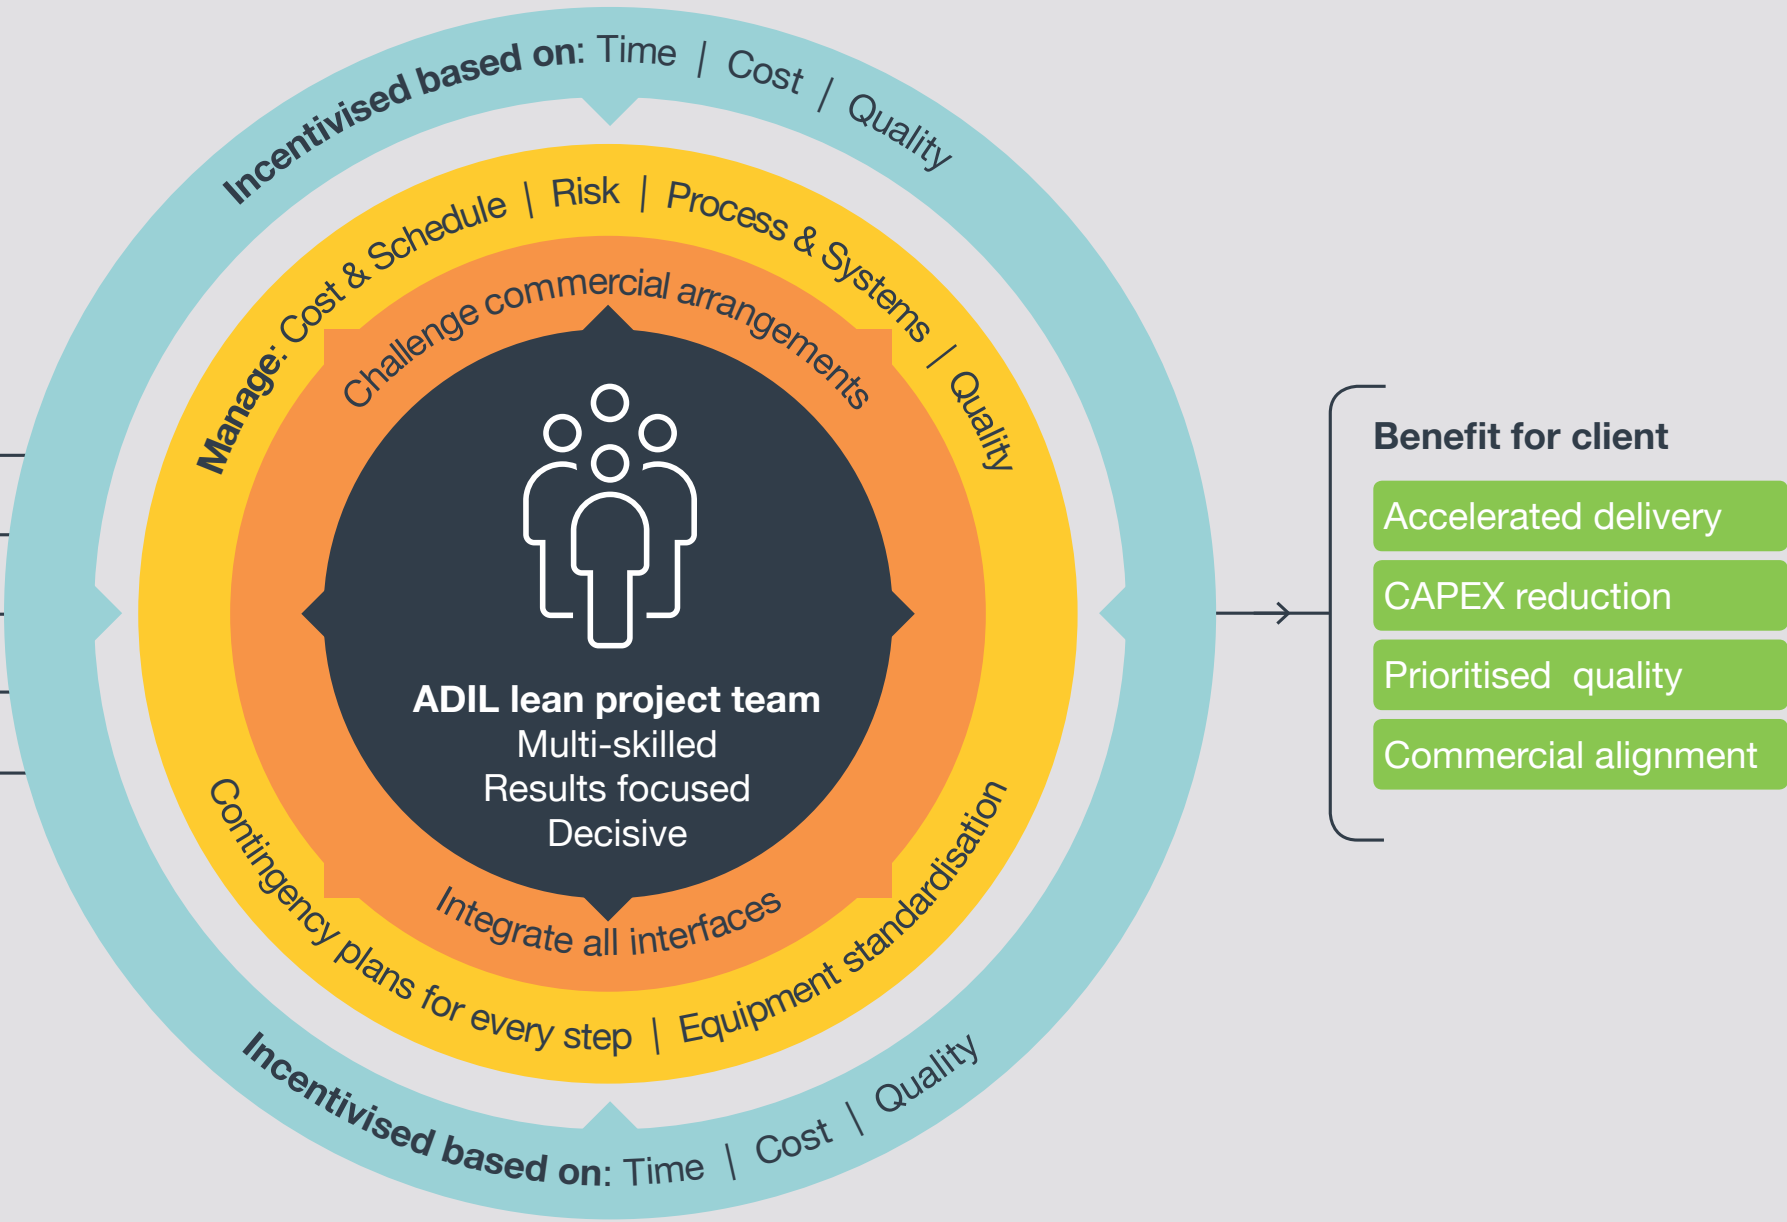 Incentivised based on: Time | Cost | Quality
Manage: Cost & Schedule | Risk | Process & Systems | Quality
Challenge commercial arrangements
ADIL lean project team
Multi-skilled
Results focused
Decisive
Integrate all interfaces
Contingency plans for every step | Equipment standardisation
Incentivised based on: Time | Cost | Quality
Benefit for client
Accelerated delivery
CAPEX reduction
Prioritised quality
Commercial alignment